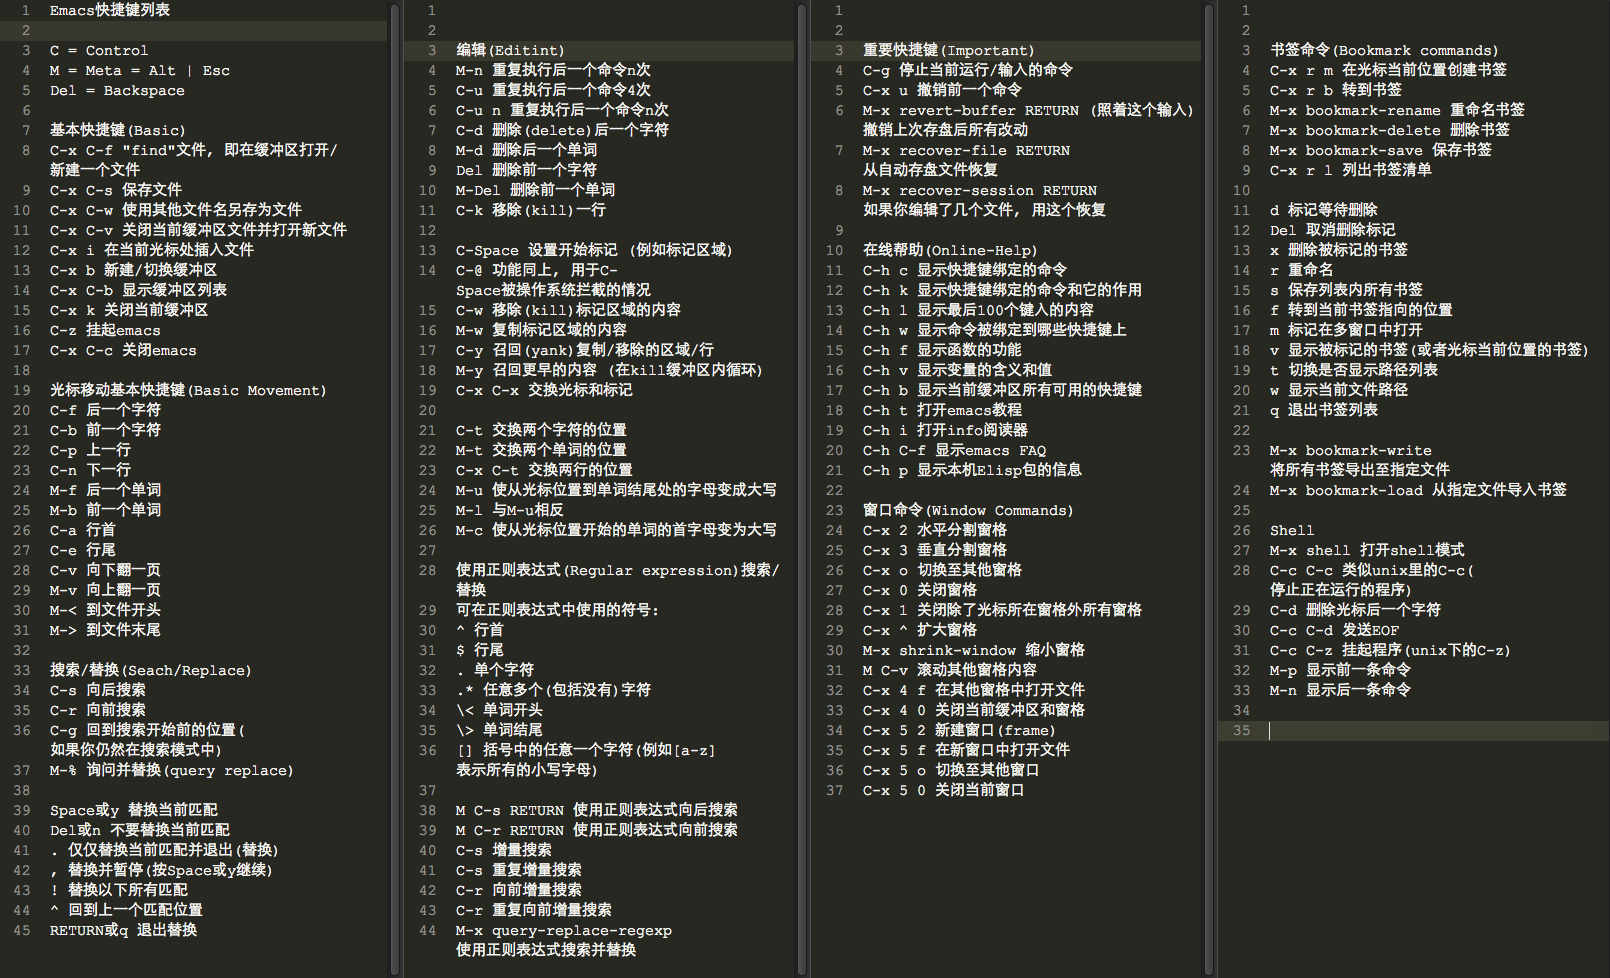 1 Emacs快捷键列表
2
3 C = Control
4 M = Meta = Alt | Esc
5 Del = Backspace
6
7 基本快捷键(Basic)
8 C-x C-f "find"文件, 即在缓冲区打开/
新建一个文件
9 C-x C-s 保存文件
10 C-x C-w 使用其他文件名另存为文件
11 C-x C-v 关闭当前缓冲区文件并打开新文件
12 C-x i 在当前光标处插入文件
13 C-x b 新建/切换缓冲区
14 C-x C-b 显示缓冲区列表
15 C-x k 关闭当前缓冲区
16 C-z 挂起emacs
17 C-x C-c 关闭emacs
18
19 光标移动基本快捷键(Basic Movement)
20 C-f 后一个字符
21 C-b 前一个字符
22 C-p 上一行
23 C-n 下一行
24 M-f 后一个单词
25 M-b 前一个单词
26 C-a 行首
27 C-e 行尾
28 C-v 向下翻一页
29 M-v 向上翻一页
30 M-< 到文件开头
31 M-> 到文件末尾
32
33 搜索/替换(Seach/Replace)
34 C-s 向后搜索
35 C-r 向前搜索
36 C-g 回到搜索开始前的位置(
如果你仍然在搜索模式中)
37 M-% 询问并替换(query replace)
38
39 Space或y 替换当前匹配
40 Del或n 不要替换当前匹配
41 . 仅仅替换当前匹配并退出(替换)
42 , 替换并暂停(按Space或y继续)
43 ! 替换以下所有匹配
44 ^ 回到上一个匹配位置
45 RETURN或q 退出替换
1
2
3 编辑(Editint)
4 M-n 重复执行后一个命令n次
5 C-u 重复执行后一个命令4次
6 C-u n 重复执行后一个命令n次
7 C-d 删除(delete)后一个字符
8 M-d 删除后一个单词
9 Del 删除前一个字符
10 M-Del 删除前一个单词
11 C-k 移除(kill)一行
12
13 C-Space 设置开始标记 (例如标记区域)
14 C-@ 功能同上, 用于C-
Space被操作系统拦截的情况
15 C-w 移除(kill)标记区域的内容
16 M-w 复制标记区域的内容
17 C-y 召回(yank)复制/移除的区域/行
18 M-y 召回更早的内容 (在kill缓冲区内循环)
19 C-x C-x 交换光标和标记
20
21 C-t 交换两个字符的位置
22 M-t 交换两个单词的位置
23 C-x C-t 交换两行的位置
24 M-u 使从光标位置到单词结尾处的字母变成大写
25 M-l 与M-u相反
26 M-c 使从光标位置开始的单词的首字母变为大写
27
28 使用正则表达式(Regular expression)搜索/
替换
29 可在正则表达式中使用的符号:
30 ^ 行首
31 $ 行尾
32 . 单个字符
33 .* 任意多个(包括没有)字符
34 \< 单词开头
35 \> 单词结尾
36 [] 括号中的任意一个字符(例如[a-z]
表示所有的小写字母)
37
38 M C-s RETURN 使用正则表达式向后搜索
39 M C-r RETURN 使用正则表达式向前搜索
40 C-s 增量搜索
41 C-s 重复增量搜索
42 C-r 向前增量搜索
43 C-r 重复向前增量搜索
44 M-x query-replace-regexp
使用正则表达式搜索并替换
1
2
3 重要快捷键(Important)
4 C-g 停止当前运行/输入的命令
5 C-x u 撤销前一个命令
6 M-x revert-buffer RETURN (照着这个输入)
撤销上次存盘后所有改动
7 M-x recover-file RETURN
从自动存盘文件恢复
8 M-x recover-session RETURN
如果你编辑了几个文件, 用这个恢复
9
10 在线帮助(Online-Help)
11 C-h c 显示快捷键绑定的命令
12 C-h k 显示快捷键绑定的命令和它的作用
13 C-h l 显示最后100个键入的内容
14 C-h w 显示命令被绑定到哪些快捷键上
15 C-h f 显示函数的功能
16 C-h v 显示变量的含义和值
17 C-h b 显示当前缓冲区所有可用的快捷键
18 C-h t 打开emacs教程
19 C-h i 打开info阅读器
20 C-h C-f 显示emacs FAQ
21 C-h p 显示本机Elisp包的信息
22
23 窗口命令(Window Commands)
24 C-x 2 水平分割窗格
25 C-x 3 垂直分割窗格
26 C-x o 切换至其他窗格
27 C-x 0 关闭窗格
28 C-x 1 关闭除了光标所在窗格外所有窗格
29 C-x ^ 扩大窗格
30 M-x shrink-window 缩小窗格
31 M C-v 滚动其他窗格内容
32 C-x 4 f 在其他窗格中打开文件
33 C-x 4 0 关闭当前缓冲区和窗格
34 C-x 5 2 新建窗口(frame)
35 C-x 5 f 在新窗口中打开文件
36 C-x 5 o 切换至其他窗口
37 C-x 5 0 关闭当前窗口
1
2
3 书签命令(Bookmark commands)
4 C-x r m 在光标当前位置创建书签
5 C-x r b 转到书签
6 M-x bookmark-rename 重命名书签
7 M-x bookmark-delete 删除书签
8 M-x bookmark-save 保存书签
9 C-x r l 列出书签清单
10
11 d 标记等待删除
12 Del 取消删除标记
13 x 删除被标记的书签
14 r 重命名
15 s 保存列表内所有书签
16 f 转到当前书签指向的位置
17 m 标记在多窗口中打开
18 v 显示被标记的书签(或者光标当前位置的书签)
19 t 切换是否显示路径列表
20 w 显示当前文件路径
21 q 退出书签列表
22
23 M-x bookmark-write
将所有书签导出至指定文件
24 M-x bookmark-load 从指定文件导入书签
25
26 Shell
27 M-x shell 打开shell模式
28 C-c C-c 类似unix里的C-c(
停止正在运行的程序)
29 C-d 删除光标后一个字符
30 C-c C-d 发送EOF
31 C-c C-z 挂起程序(unix下的C-z)
32 M-p 显示前一条命令
33 M-n 显示后一条命令
34
35